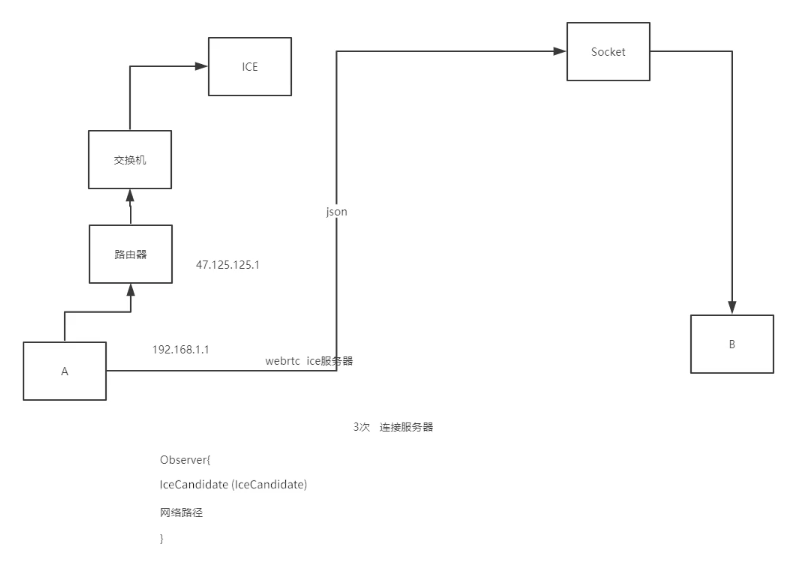 ICE
Socket
交换机
json
路由器
47.125.125.1
192.168.1.1
webrtc ice服务器
A
B
3次 连接服务器
Observer{
IceCandidate (IceCandidate)
网络路径
}